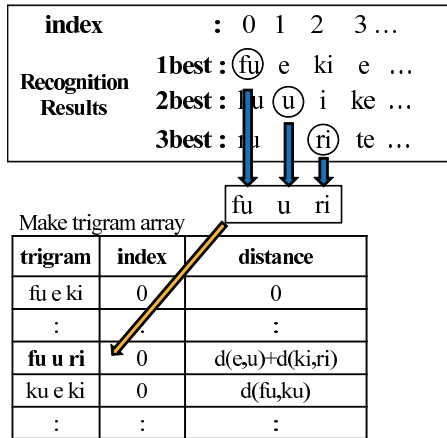 index : 0 1 2 3 ...
Recognition Results
1best : fu e ki e ...
2best : u i ke ...
3best : ri te ...
fu u ri
Make trigram array
trigram index distance
fu e ki 0 0
: : :
fu u ri 0 d(e,u)+d(ki,ri)
ku e ki 0 d(fu,ku)
: : :